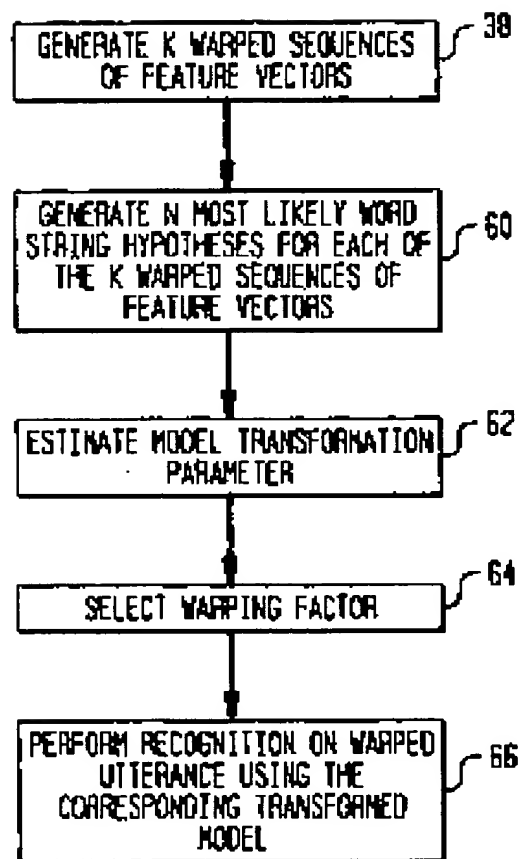 GENERATE K WARPED SEQUENCES
OF FEATURE VECTORS
38
GENERATE N MOST LIKELY WORD
STRING HYPOTHESES FOR EACH OF
THE K WARPED SEQUENCES OF
FEATURE VECTORS
60
ESTIMATE MODEL TRANSFORMATION
PARAMETER
62
SELECT WARPING FACTOR
64
PERFORM RECOGNITION ON WARPED
UTTERANCE USING THE
CORRESPONDING TRANSFORMED
MODEL
66